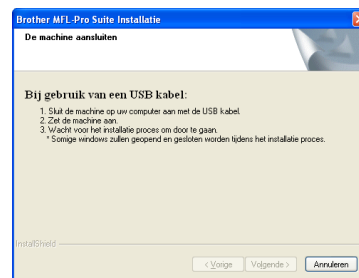 Brother MFL-Pro Suite Installatie
De machine aansluiten
Bij gebruik van een USB kabel:
1. Sluit de machine op uw computer aan met de USB kabel.
2. Zet de machine aan.
3. Wacht voor het installatie proces om door te gaan.
* Somige windows zullen geopend en gesloten worden tijdens het installatie proces.
InstallShield
< Vorige Volgende > Annuleren